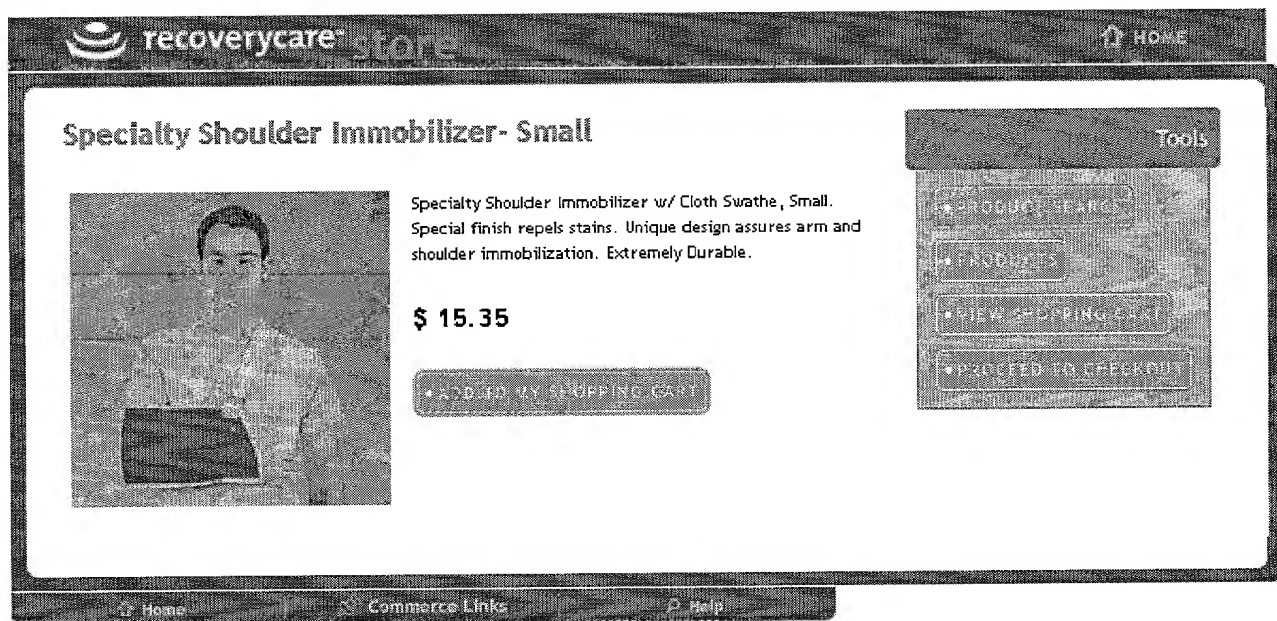 recoverycare℠ store
HOME
Specialty Shoulder Immobilizer- Small
Specialty Shoulder Immobilizer w/ Cloth Swathe, Small.
Special finish repels stains. Unique design assures arm and
shoulder immobilization. Extremely Durable.
$ 15.35
•ADD TO MY SHOPPING CART
Tools
•PRODUCT SEARCH
•PRODUCTS
•VIEW SHOPPING CART
•PROCEED TO CHECKOUT
Home
Commerce Links
Help